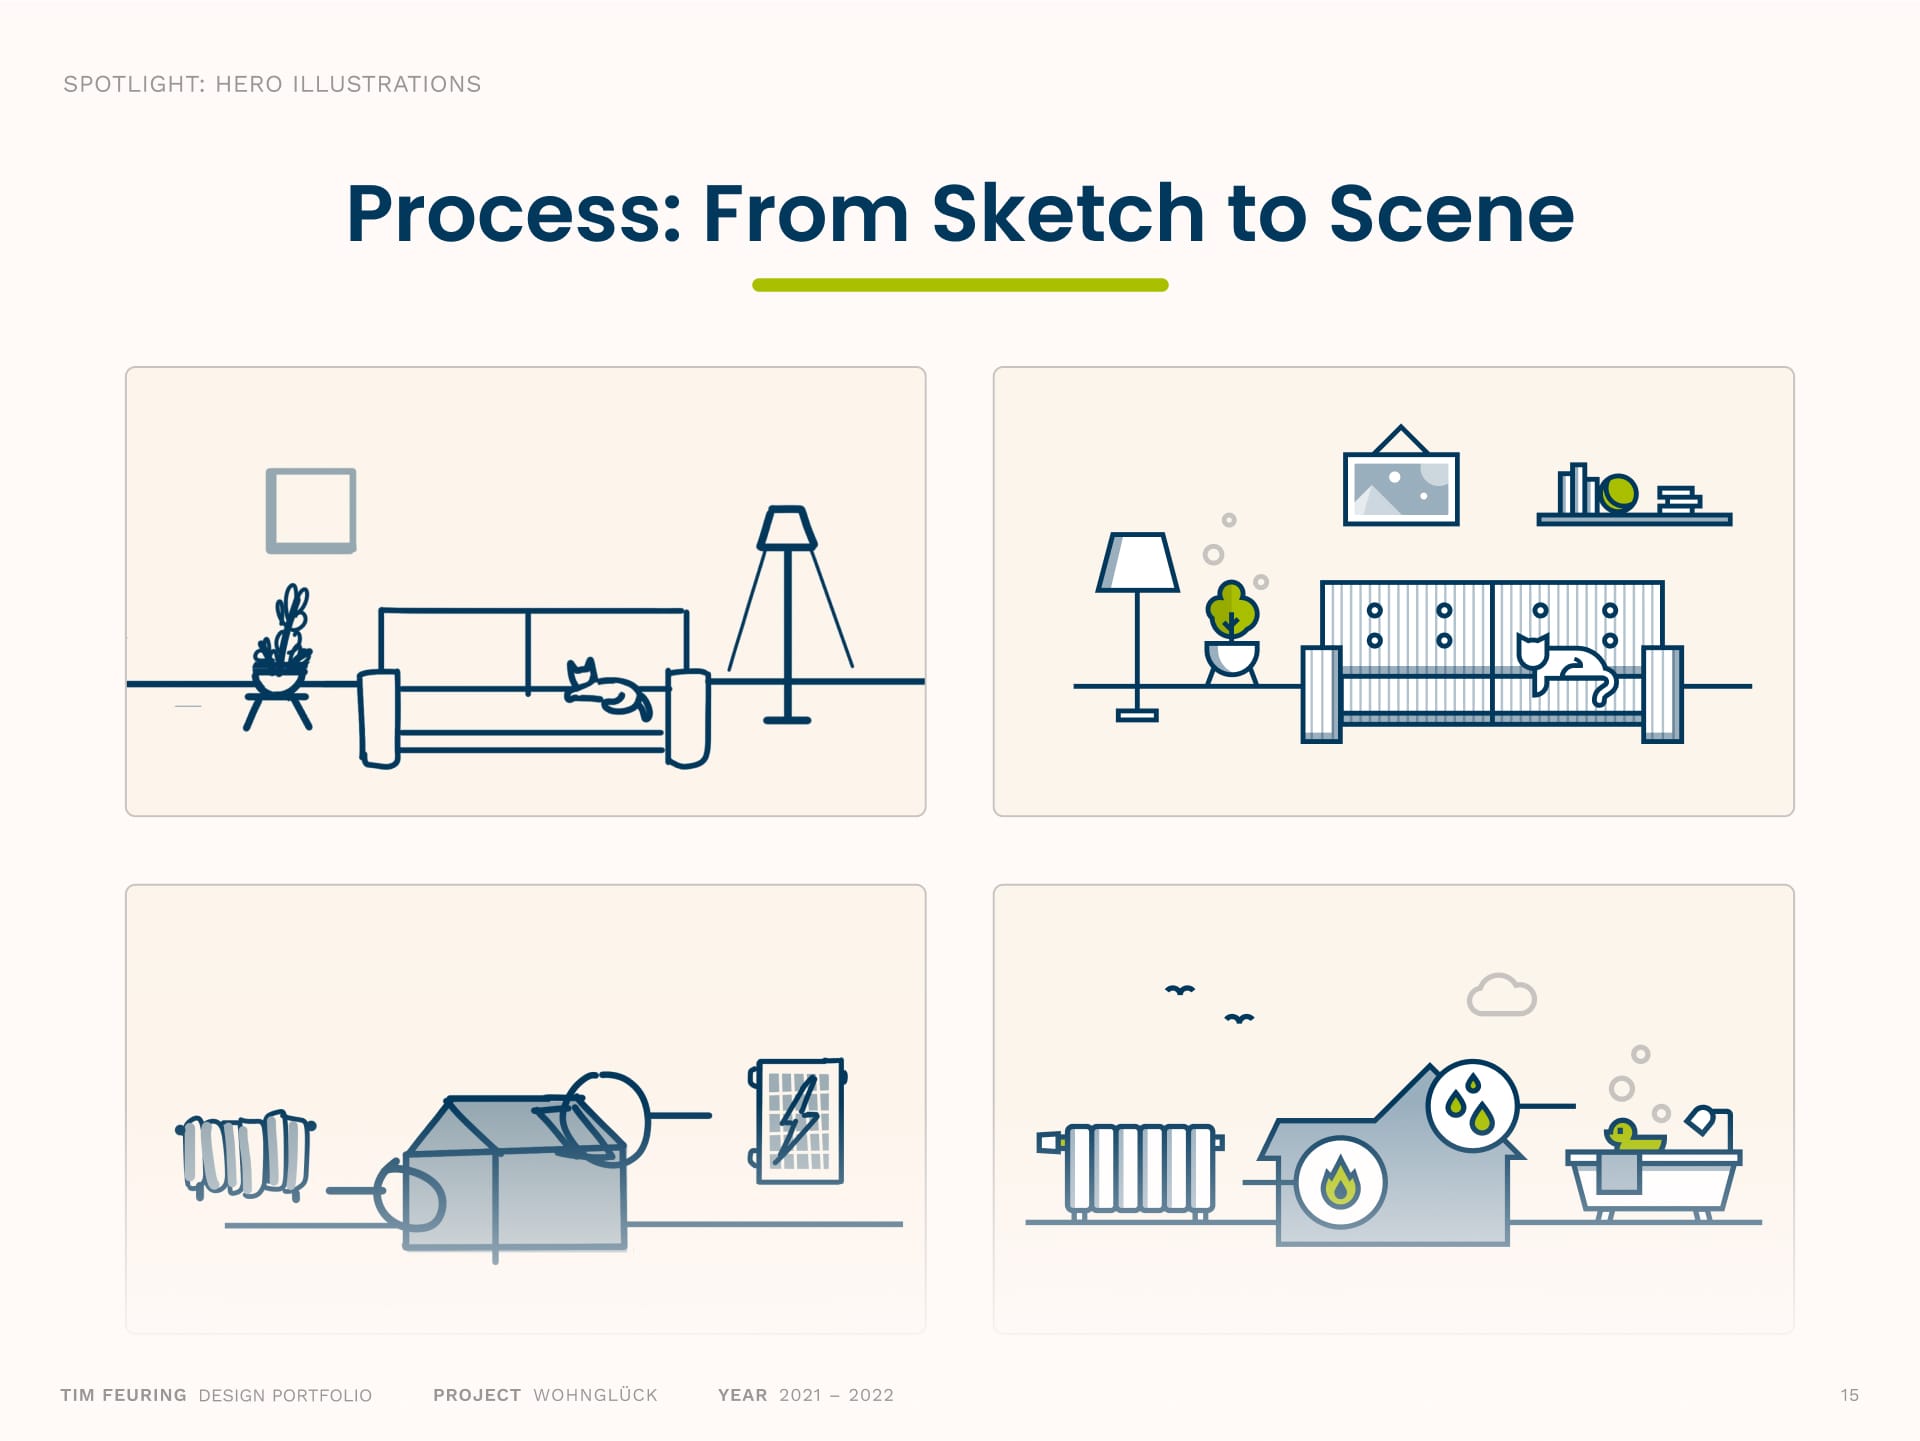 SPOTLIGHT: HERO ILLUSTRATIONS
Process: From Sketch to Scene
TIM FEURING DESIGN PORTFOLIO PROJECT WOHNGLÜCK YEAR 2021 – 2022 15